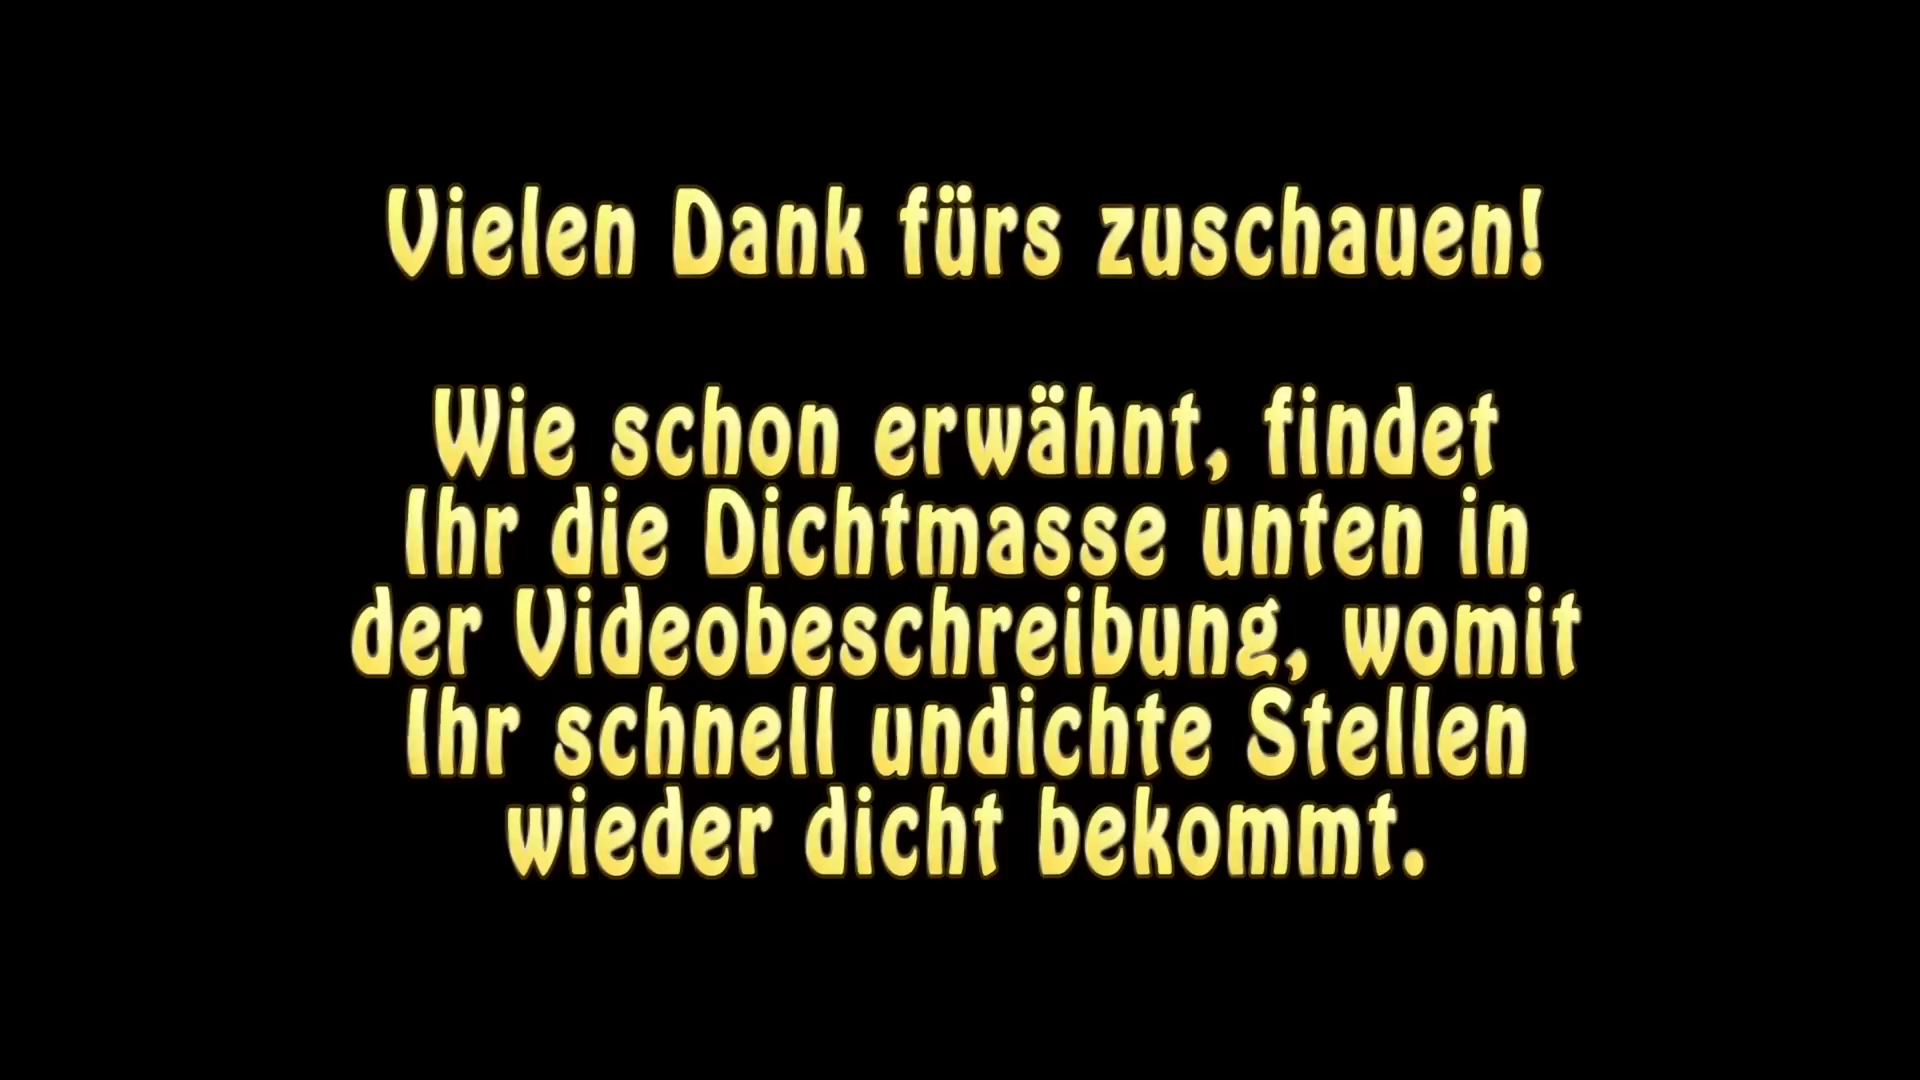 Vielen Dank fürs zuschauen!
Wie schon erwähnt, findet
Ihr die Dichtmasse unten in
der Videobeschreibung, womit
Ihr schnell undichte Stellen
wieder dicht bekommt.